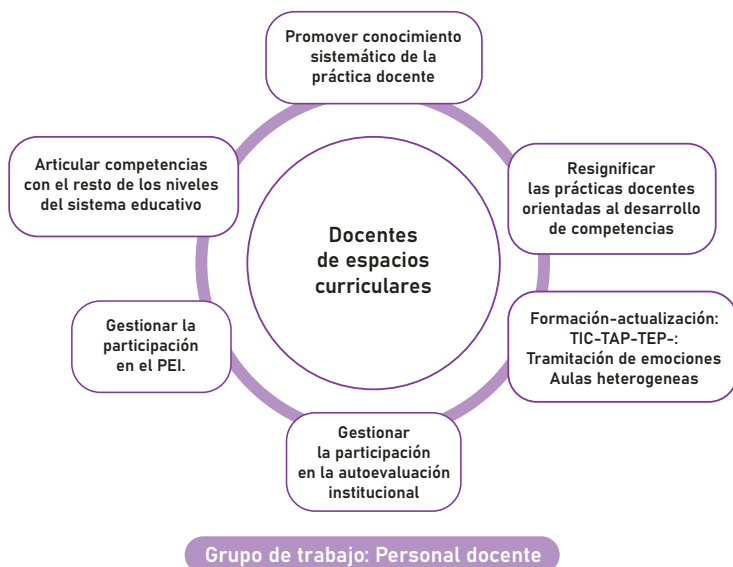 Promover conocimiento
sistemático de la
práctica docente
Articular competencias
con el resto de los niveles
del sistema educativo
Resignificar
las prácticas docentes
orientadas al desarrollo
de competencias
Docentes
de espacios
curriculares
Gestionar la
participación
en el PEI.
Formación-actualización:
TIC-TAP-TEP-:
Tramitación de emociones
Aulas heterogeneas
Gestionar
la participación
en la autoevaluación
institucional
Grupo de trabajo: Personal docente